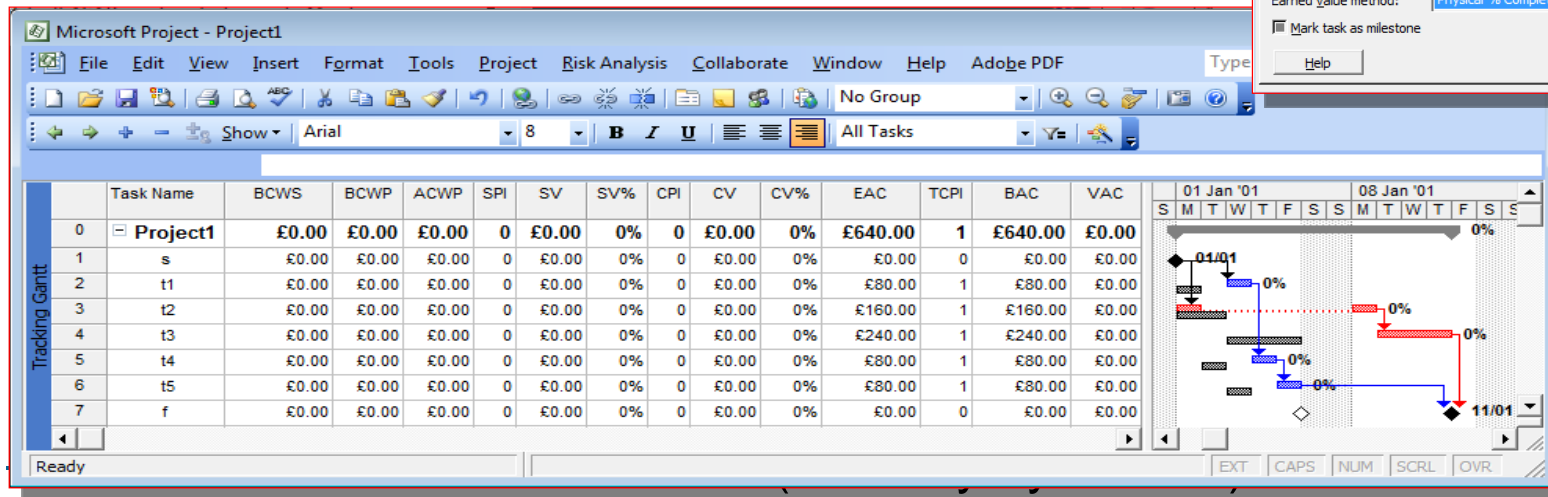 Earned value method: Physical % Comple
Mark task as milestone
Help
Microsoft Project - Project1
File Edit View Insert Format Tools Project Risk Analysis Collaborate Window Help Adobe PDF Type
No Group
Show Arial 8 B I U All Tasks
Task Name BCWS BCWP ACWP SPI SV SV% CPI CV CV% EAC TCPI BAC VAC 01 Jan '01 08 Jan '01
S M T W T F S S M T W T F S S
0 Project1 £0.00 £0.00 £0.00 0 £0.00 0% 0 £0.00 0% £640.00 1 £640.00 £0.00 0%
1 s £0.00 £0.00 £0.00 0 £0.00 0% 0 £0.00 0% £0.00 0 £0.00 £0.00 01/01
2 t1 £0.00 £0.00 £0.00 0 £0.00 0% 0 £0.00 0% £80.00 1 £80.00 £0.00 0%
3 t2 £0.00 £0.00 £0.00 0 £0.00 0% 0 £0.00 0% £160.00 1 £160.00 £0.00 0%
4 t3 £0.00 £0.00 £0.00 0 £0.00 0% 0 £0.00 0% £240.00 1 £240.00 £0.00 0%
5 t4 £0.00 £0.00 £0.00 0 £0.00 0% 0 £0.00 0% £80.00 1 £80.00 £0.00 0%
6 t5 £0.00 £0.00 £0.00 0 £0.00 0% 0 £0.00 0% £80.00 1 £80.00 £0.00 0%
7 f £0.00 £0.00 £0.00 0 £0.00 0% 0 £0.00 0% £0.00 0 £0.00 £0.00 11/01
Tracking Gantt
Ready EXT CAPS NUM SCRL OVR